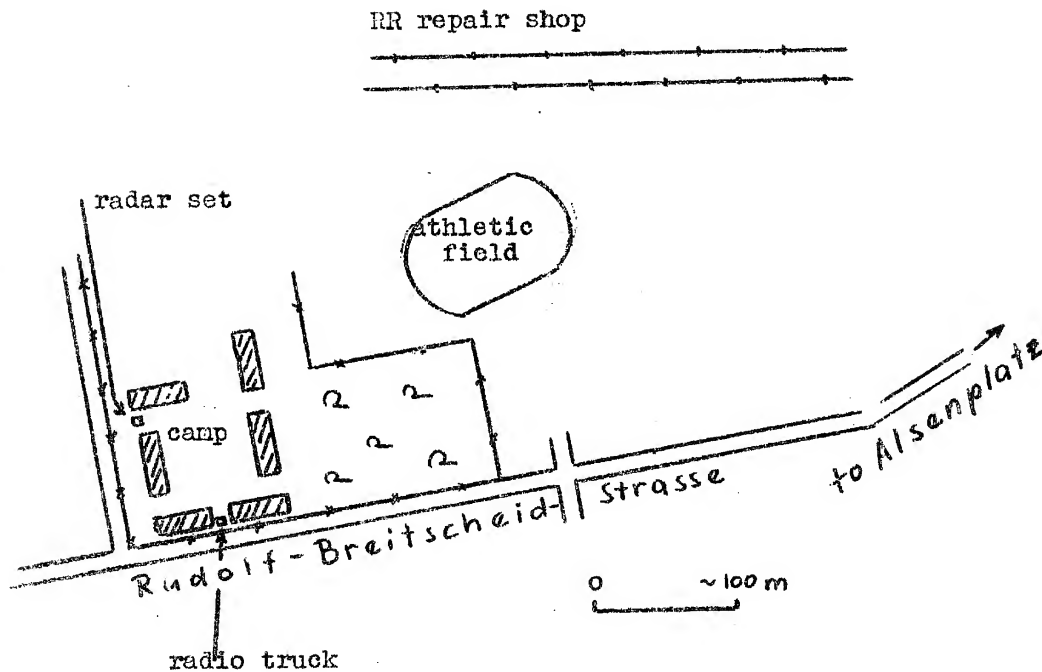 RR repair shop
radar set
athletic
field
camp
to Alsenplatz
Rudolf-Breitscheid-strasse
0 ~100 m
radio truck